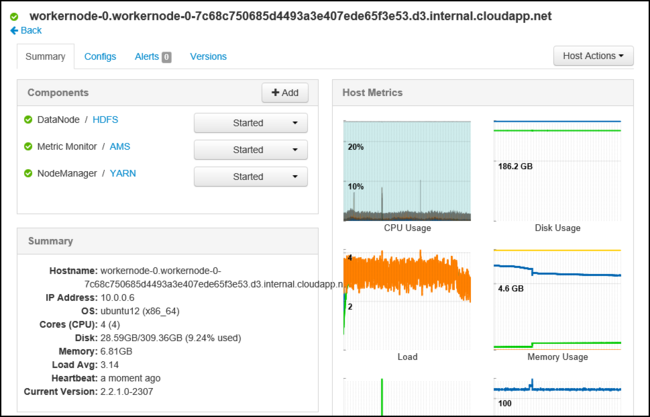 workernode-0.workernode-0-7c68c750685d4493a3e407ede65f3e53.d3.internal.cloudapp.net
Back
Summary Configs Alerts 0 Versions Host Actions
Components + Add
DataNode / HDFS Started
Metric Monitor / AMS Started
NodeManager / YARN Started
Summary
Hostname: workernode-0.workernode-0-
7c68c750685d4493a3e407ede65f3e53.d3.internal.cloudapp.n
IP Address: 10.0.0.6
OS: ubuntu12 (x86_64)
Cores (CPU): 4 (4)
Disk: 28.59GB/309.36GB (9.24% used)
Memory: 6.81GB
Load Avg: 3.14
Heartbeat: a moment ago
Current Version: 2.2.1.0-2307
Host Metrics
20%
10%
CPU Usage
186.2 GB
Disk Usage
4
2
Load
4.6 GB
Memory Usage
100